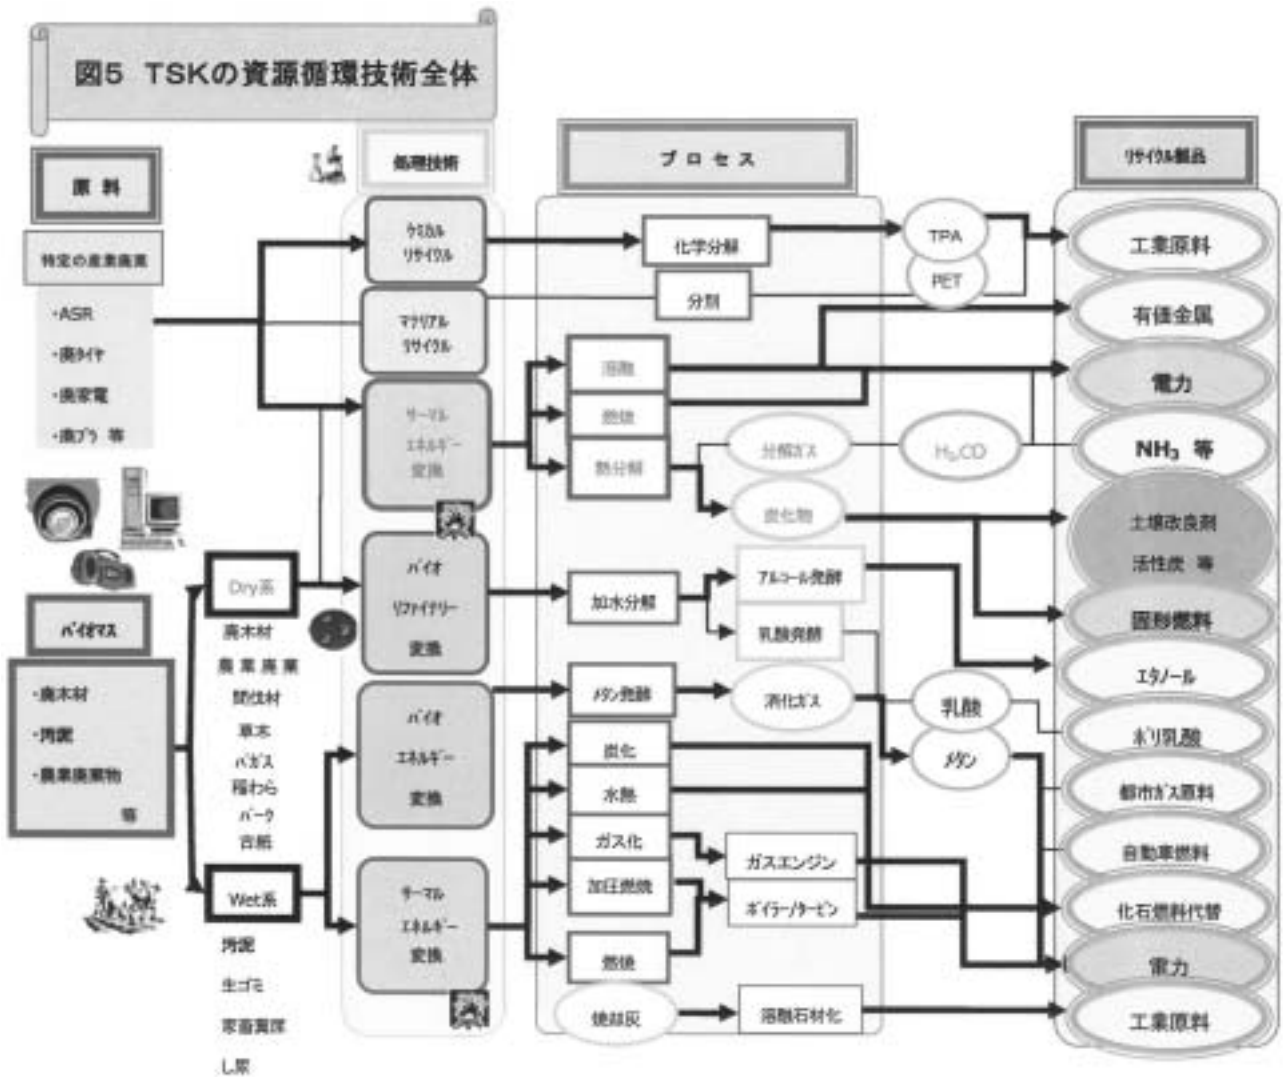 図5 TSKの資源循環技術全体
原料
処理技術
プロセス
リサイクル製品
特定の産業廃棄
・ASR
・廃タイヤ
・廃家電
・廃プラ 等
ケミカル
リサイクル
マテリアル
リサイクル
サーマル
エネルギー
変換
化学分解
分別
溶融
燃焼
熱分解
TPA
PET
分解ガス
H₂,CO
炭化物
工業原料
有価金属
電力
NH₃ 等
土壌改良剤
活性炭 等
固形燃料
バイオマス
・廃木材
・汚泥
・農業廃棄物
等
Dry系
廃木材
農業廃棄
間伐材
草木
バガス
稲わら
バーク
古紙
Wet系
汚泥
生ゴミ
家畜糞尿
し尿
バイオ
リファイナリー
変換
バイオ
エネルギー
変換
サーマル
エネルギー
変換
加水分解
アルコール発酵
乳酸発酵
メタン発酵
消化ガス
乳酸
メタン
炭化
水熱
ガス化
加圧燃焼
燃焼
ガスエンジン
ボイラー/タービン
焼却灰
溶融石材化
エタノール
ポリ乳酸
都市ガス原料
自動車燃料
化石燃料代替
電力
工業原料